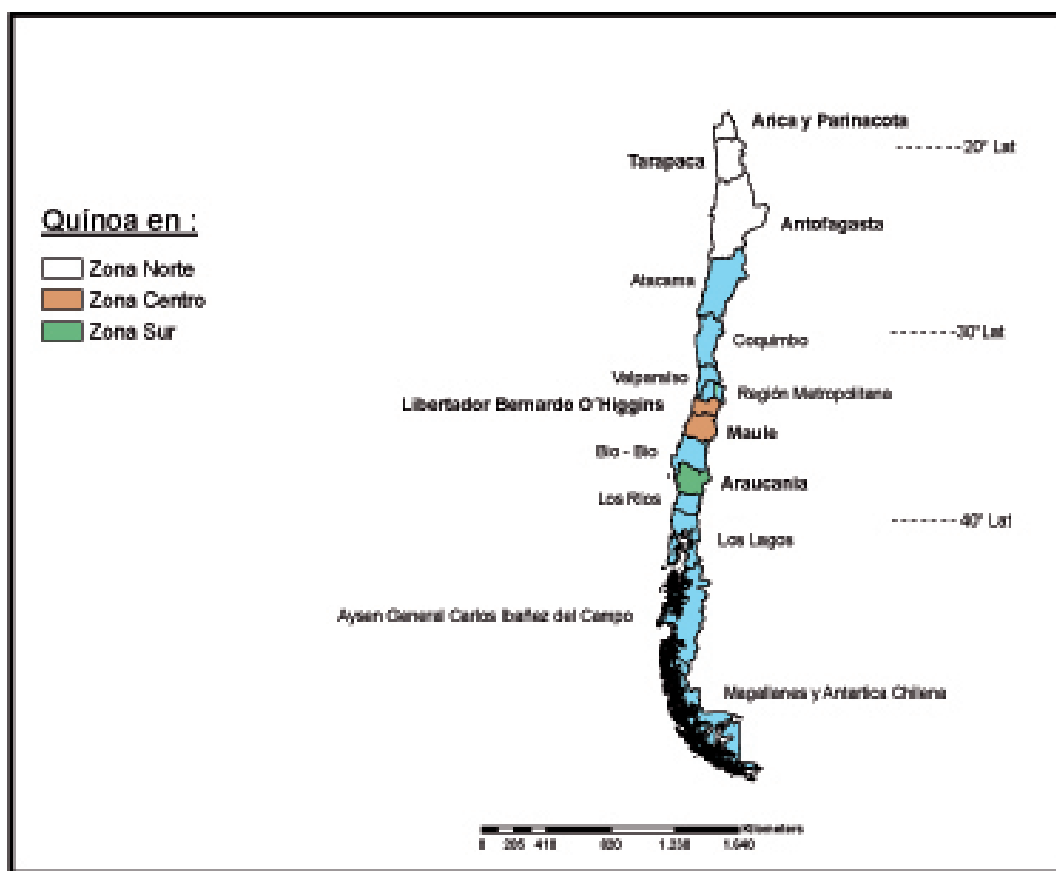 Arica y Parinacota
20° Lat
Tarapaca
Quínoa en :
Antofagasta
Zona Norte
Zona Centro
Zona Sur
Atacama
30° Lat
Coquimbo
Valparaiso
Región Metropolitana
Libertador Bernardo O´Higgins
Maule
Bio - Bio
Araucania
Los Rios
40° Lat
Los Lagos
Aysen General Carlos Ibañez del Campo
Magallanes y Antartica Chilena
Kilometers
0 205 410 820 1.230 1.640